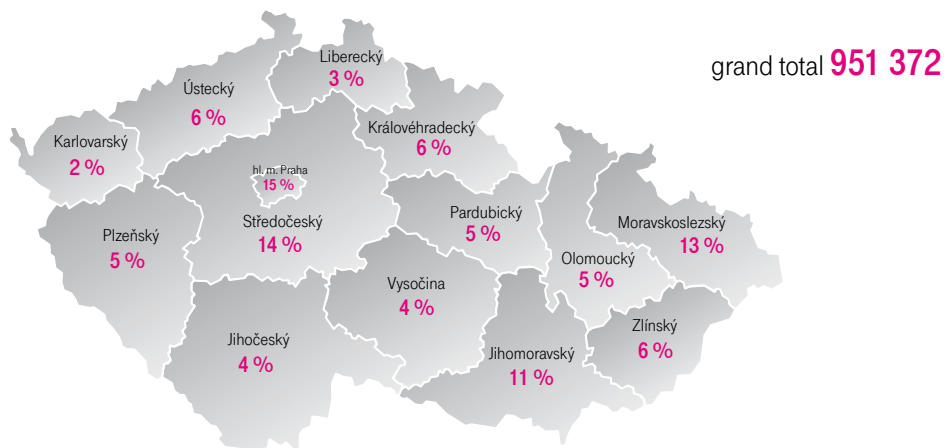 Liberecký
3 %
grand total 951 372
Ústecký
6 %
Královéhradecký
6 %
Karlovarský
2 %
hl. m. Praha
15 %
Středočeský
14 %
Pardubický
5 %
Moravskoslezský
13 %
Plzeňský
5 %
Olomoucký
5 %
Vysočina
4 %
Zlínský
6 %
Jihočeský
4 %
Jihomoravský
11 %